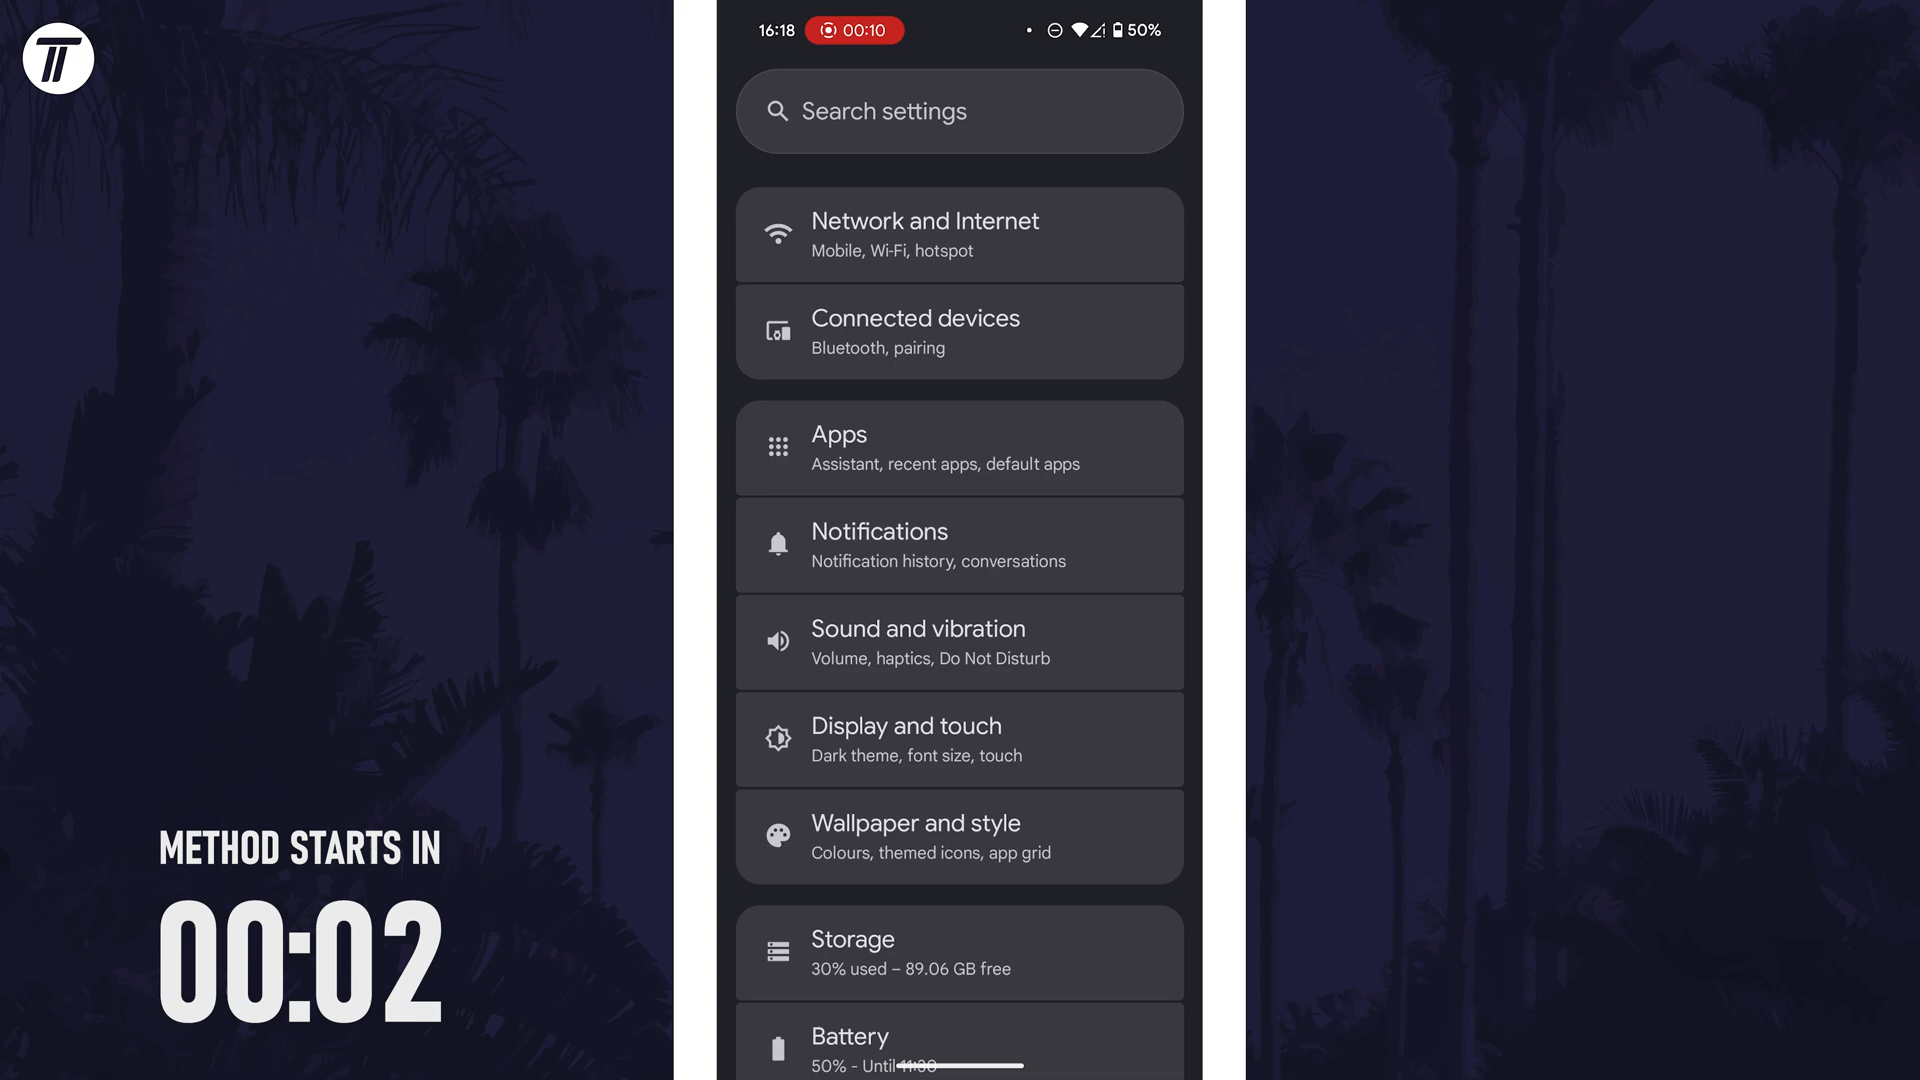 TT
16:18 00:10 50%
Search settings
Network and Internet
Mobile, Wi-Fi, hotspot
Connected devices
Bluetooth, pairing
Apps
Assistant, recent apps, default apps
Notifications
Notification history, conversations
Sound and vibration
Volume, haptics, Do Not Disturb
Display and touch
Dark theme, font size, touch
Wallpaper and style
Colours, themed icons, app grid
Storage
30% used – 89.06 GB free
Battery
50% - Until 11:30
METHOD STARTS IN
00:02